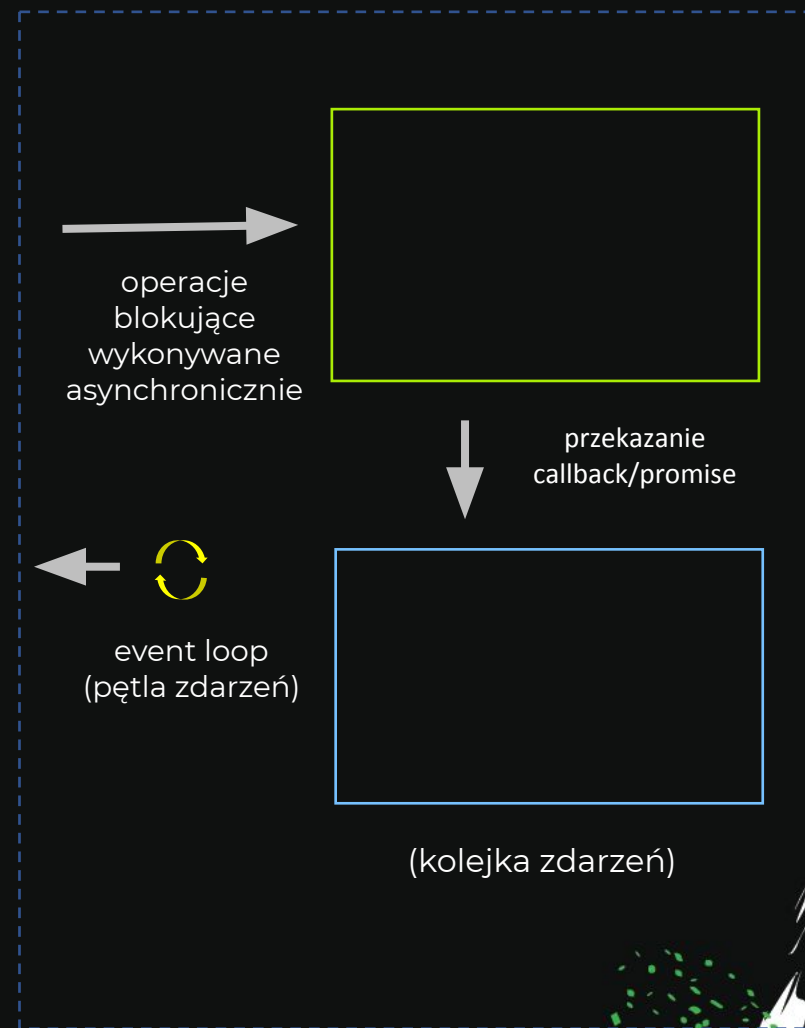 operacje
blokujące
wykonywane
asynchronicznie
przekazanie
callback/promise
event loop
(pętla zdarzeń)
(kolejka zdarzeń)